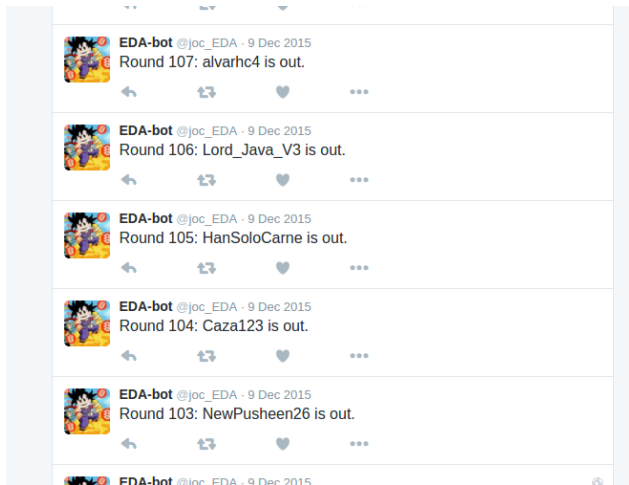 EDA-bot @joc_EDA · 9 Dec 2015
Round 107: alvarhc4 is out.
EDA-bot @joc_EDA · 9 Dec 2015
Round 106: Lord_Java_V3 is out.
EDA-bot @joc_EDA · 9 Dec 2015
Round 105: HanSoloCarne is out.
EDA-bot @joc_EDA · 9 Dec 2015
Round 104: Caza123 is out.
EDA-bot @joc_EDA · 9 Dec 2015
Round 103: NewPusheen26 is out.
EDA-bot @joc_EDA · 9 Dec 2015